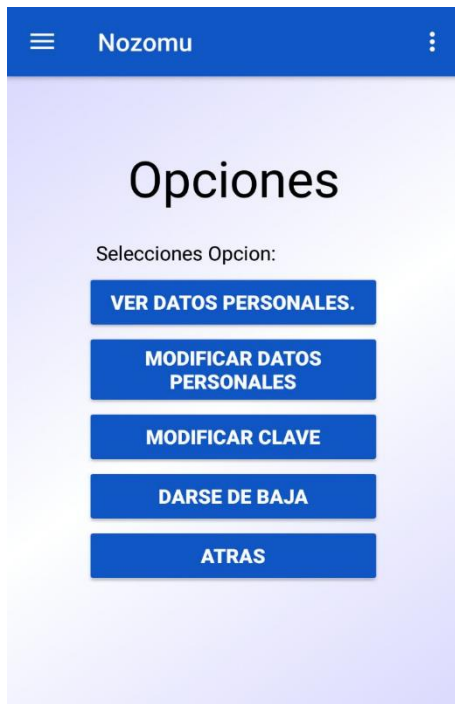 Nozomu
Opciones
Selecciones Opcion:
VER DATOS PERSONALES.
MODIFICAR DATOS
PERSONALES
MODIFICAR CLAVE
DARSE DE BAJA
ATRAS